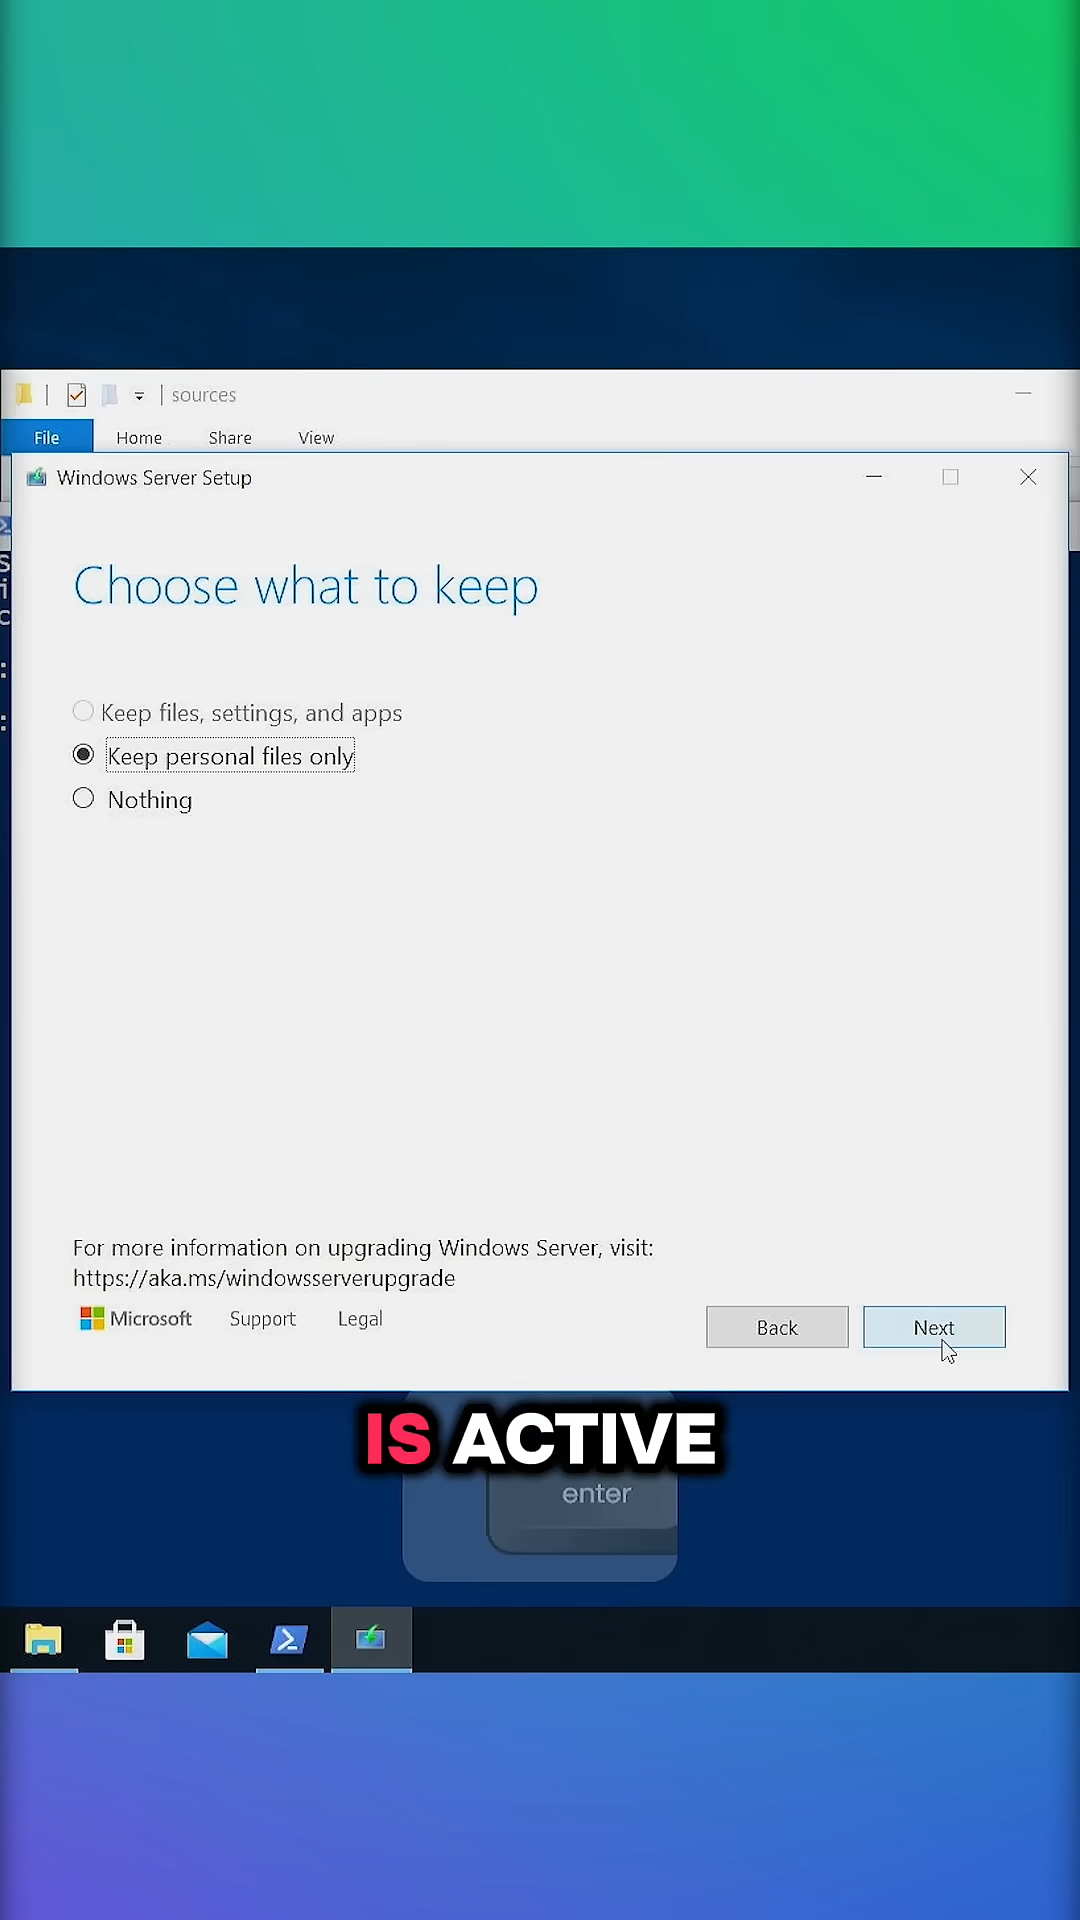 sources
File Home Share View
Windows Server Setup
Choose what to keep
Keep files, settings, and apps
Keep personal files only
Nothing
For more information on upgrading Windows Server, visit:
https://aka.ms/windowsserverupgrade
Microsoft Support Legal
Back Next
IS ACTIVE
enter